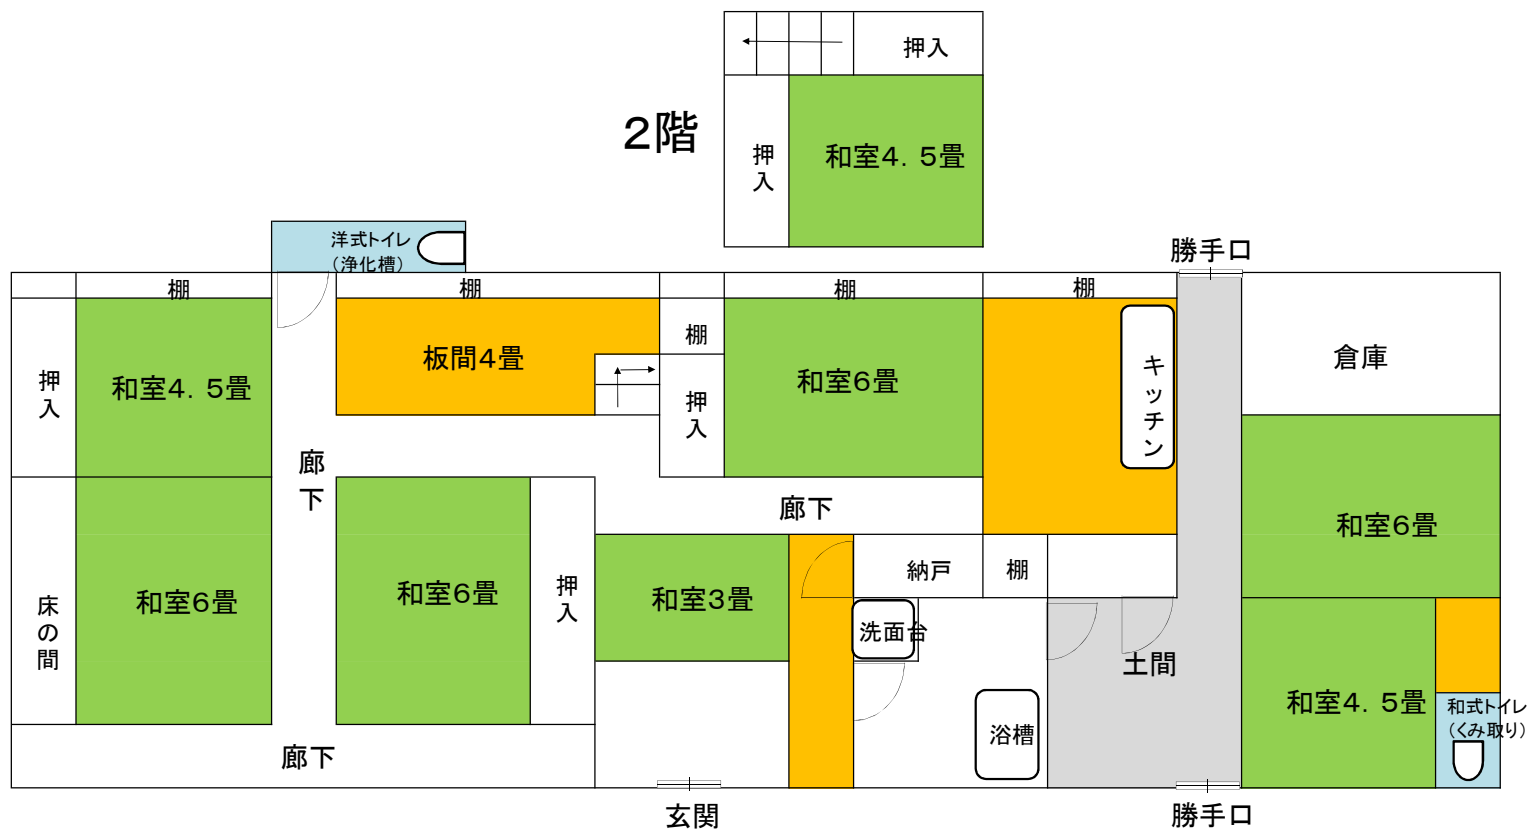 押入
2階
押入
和室4．5畳
洋式トイレ
（浄化槽）
勝手口
棚
棚
棚
棚
押入
和室4．5畳
板間4畳
棚
押入
和室6畳
キッチン
倉庫
廊下
廊下
和室6畳
床の間
和室6畳
和室6畳
押入
和室3畳
納戸
棚
洗面台
土間
浴槽
和室4．5畳
和式トイレ
（くみ取り）
廊下
玄関
勝手口